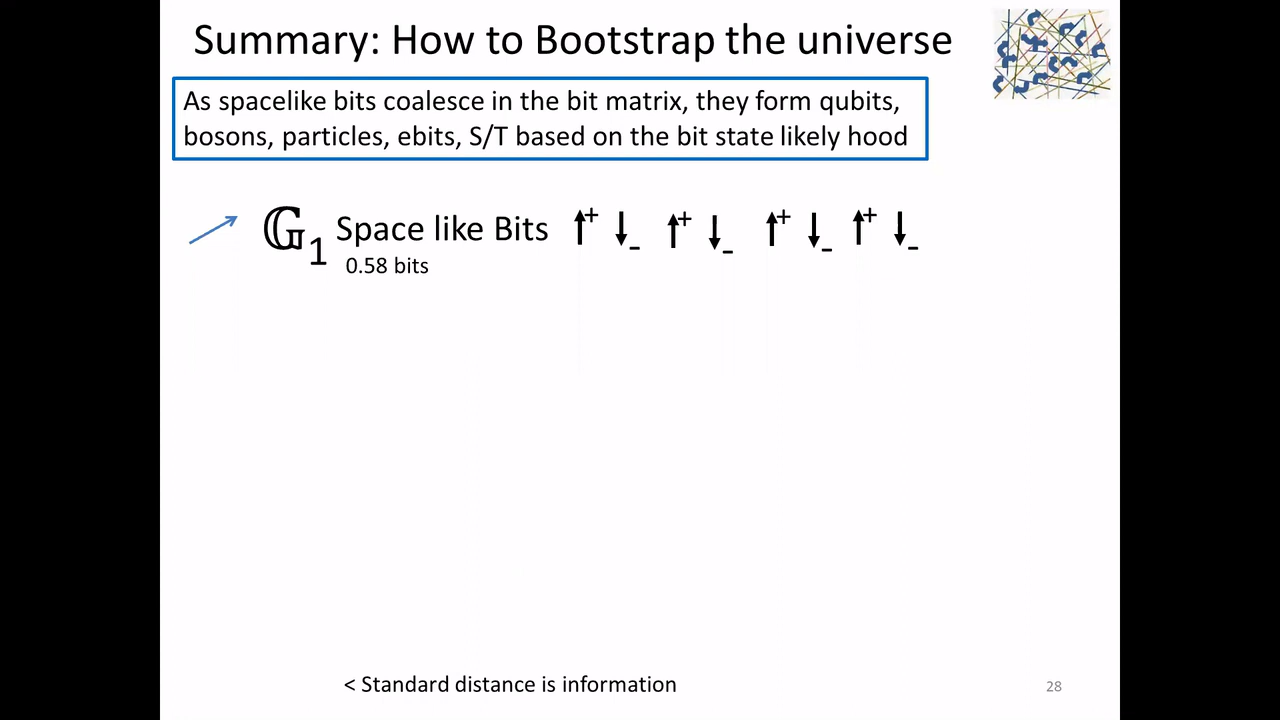 Summary: How to Bootstrap the universe
As spacelike bits coalesce in the bit matrix, they form qubits,
bosons, particles, ebits, S/T based on the bit state likely hood
𝔾1 Space like Bits + - + - + - + -
0.58 bits
< Standard distance is information
28